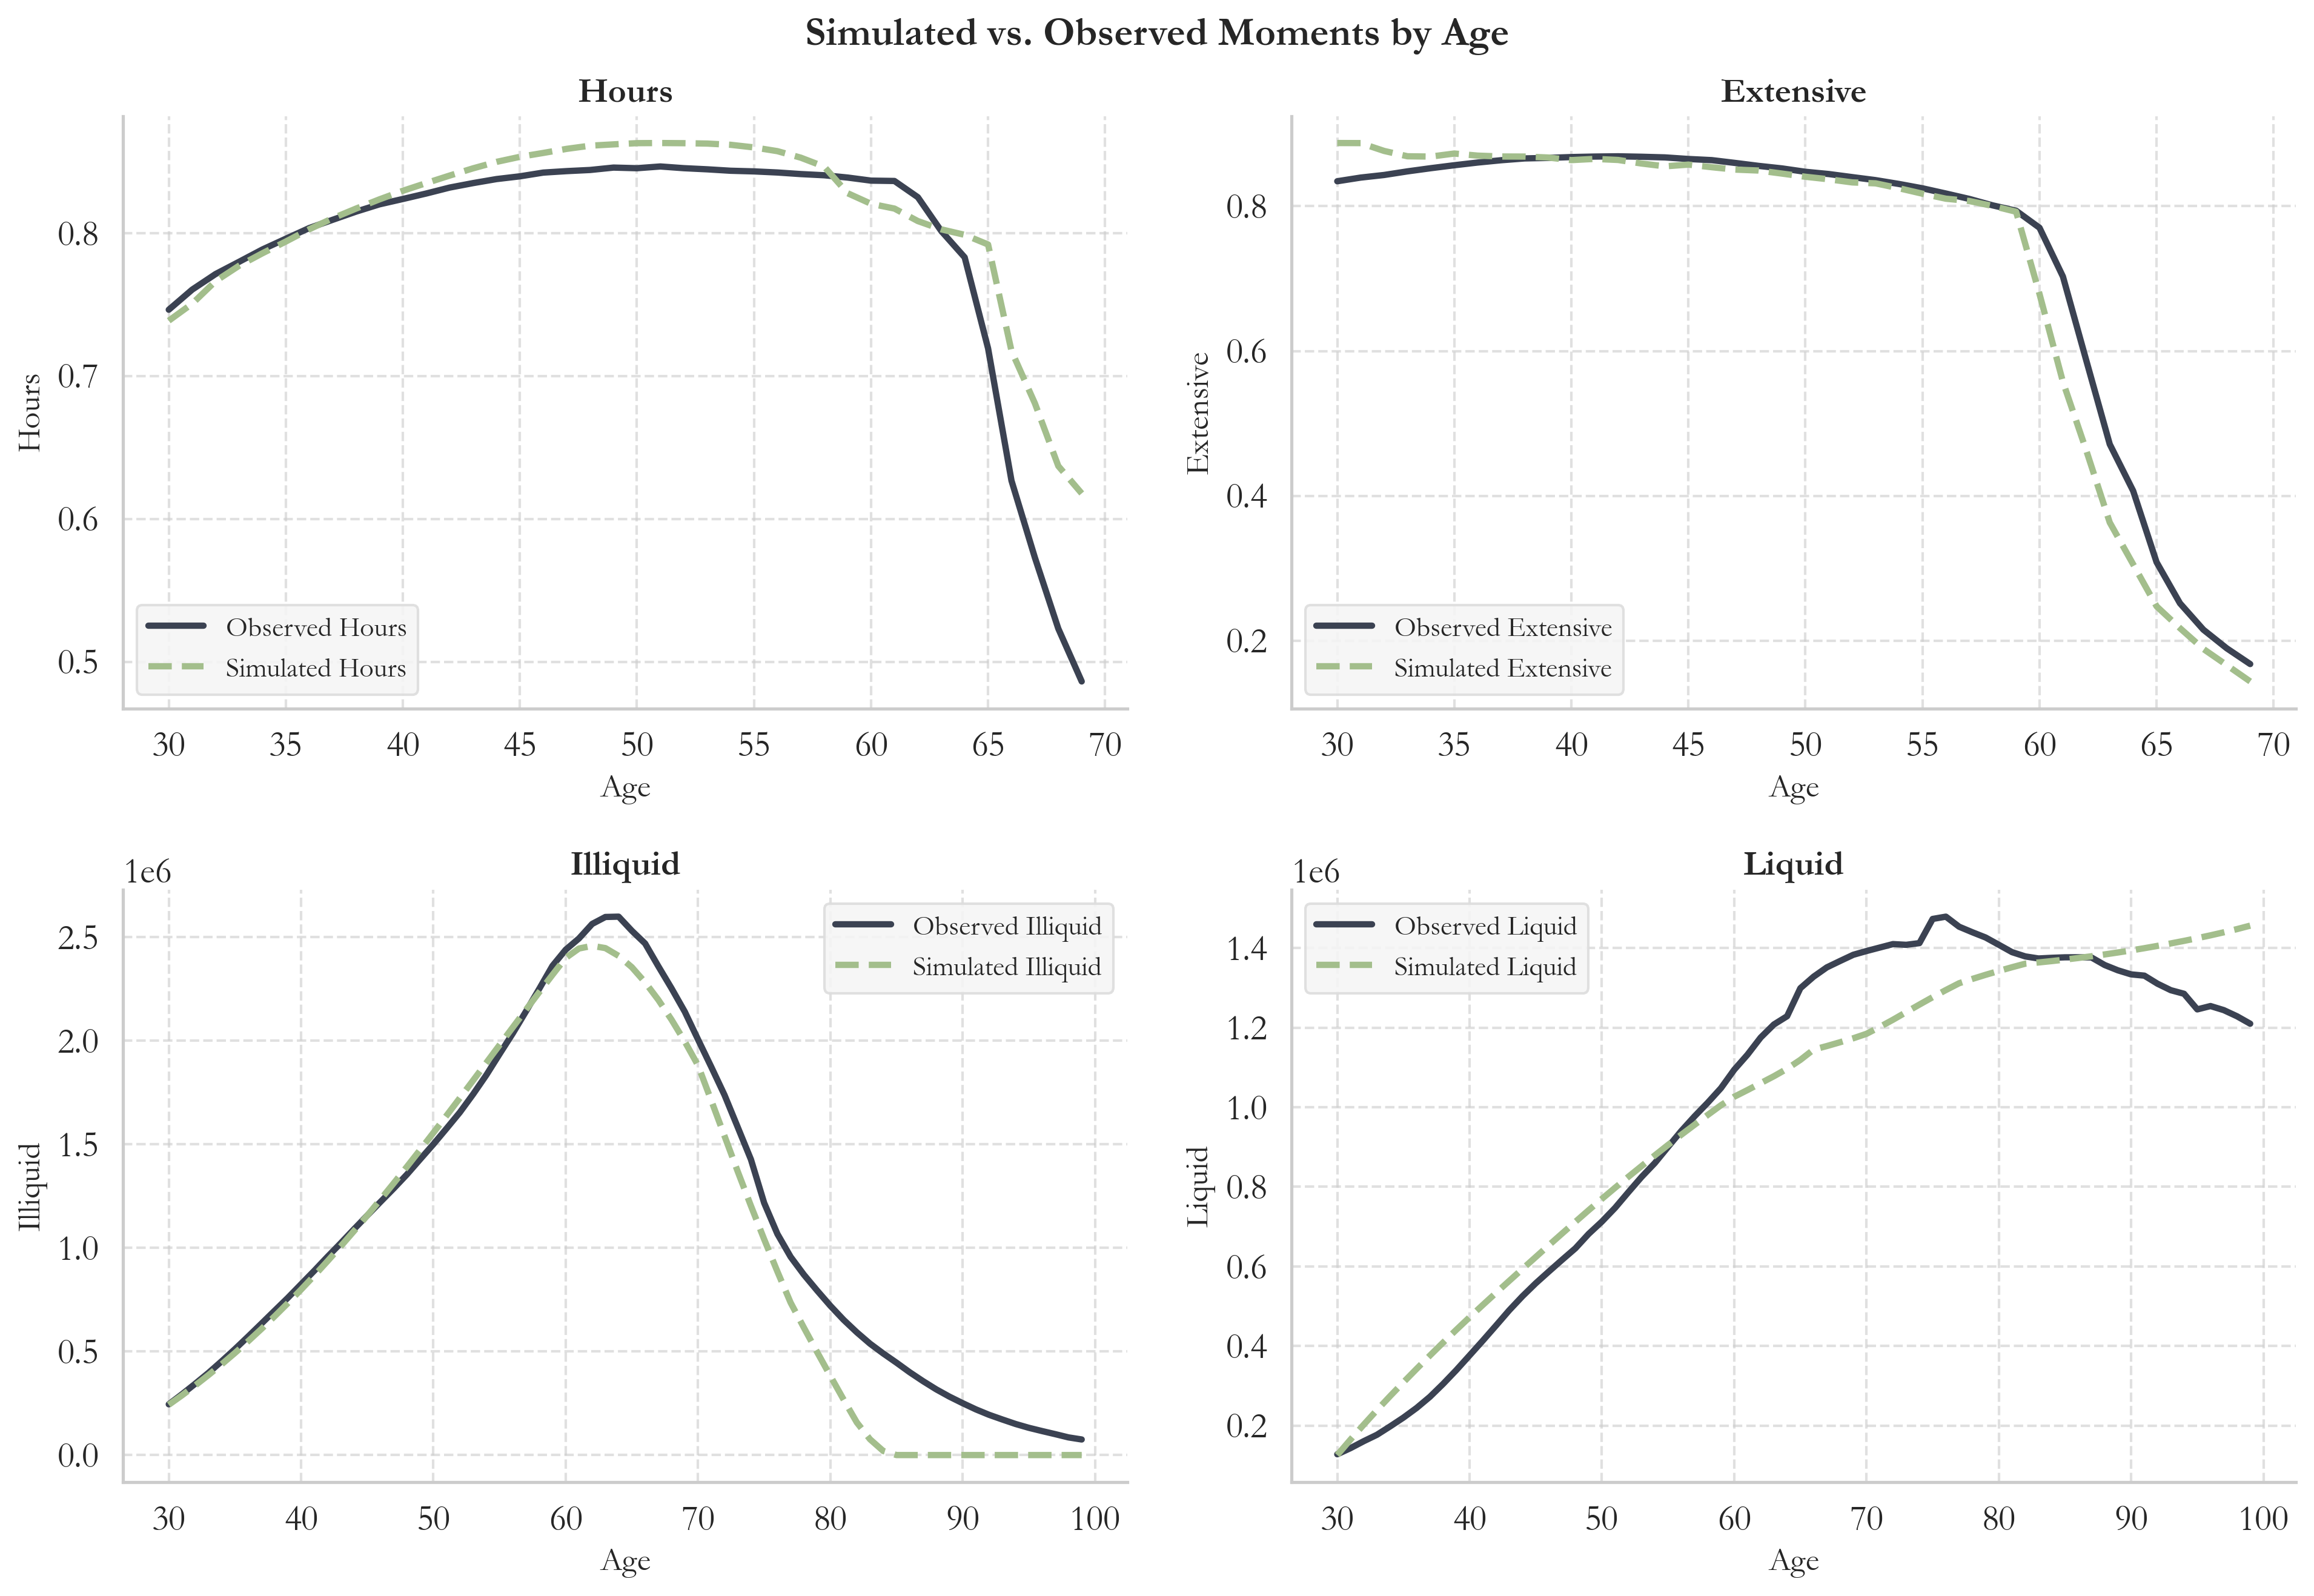 Simulated vs. Observed Moments by Age
Hours
Hours
0.8
0.7
0.6
0.5
Observed Hours
Simulated Hours
30 35 40 45 50 55 60 65 70
Age
Extensive
Extensive
0.8
0.6
0.4
0.2
Observed Extensive
Simulated Extensive
30 35 40 45 50 55 60 65 70
Age
Illiquid
1e6
Illiquid
2.5
2.0
1.5
1.0
0.5
0.0
Observed Illiquid
Simulated Illiquid
30 40 50 60 70 80 90 100
Age
Liquid
1e6
Liquid
1.4
1.2
1.0
0.8
0.6
0.4
0.2
Observed Liquid
Simulated Liquid
30 40 50 60 70 80 90 100
Age